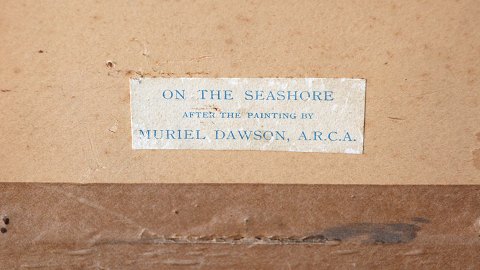 ON THE SEASHORE
AFTER THE PAINTING BY
MURIEL DAWSON, A.R.C.A.